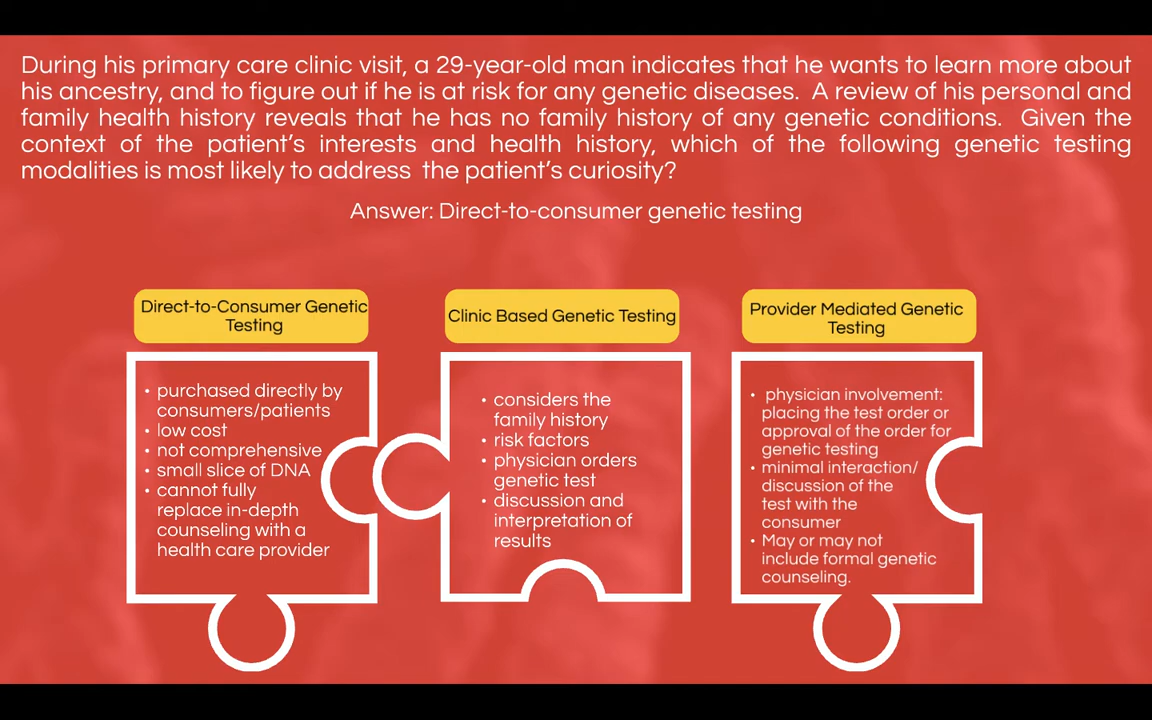 During his primary care clinic visit, a 29-year-old man indicates that he wants to learn more about
his ancestry, and to figure out if he is at risk for any genetic diseases. A review of his personal and
family health history reveals that he has no family history of any genetic conditions. Given the
context of the patient's interests and health history, which of the following genetic testing
modalities is most likely to address the patient's curiosity?
Answer: Direct-to-consumer genetic testing
Direct-to-Consumer Genetic
Testing
• purchased directly by
consumers/patients
• low cost
• not comprehensive
• small slice of DNA
• cannot fully
replace in-depth
counseling with a
health care provider
Clinic Based Genetic Testing
• considers the
family history
• risk factors
• physician orders
genetic test
• discussion and
interpretation of
results
Provider Mediated Genetic
Testing
• physician involvement:
placing the test order or
approval of the order for
genetic testing
• minimal interaction/
discussion of the
test with the
consumer
• May or may not
include formal genetic
counseling.